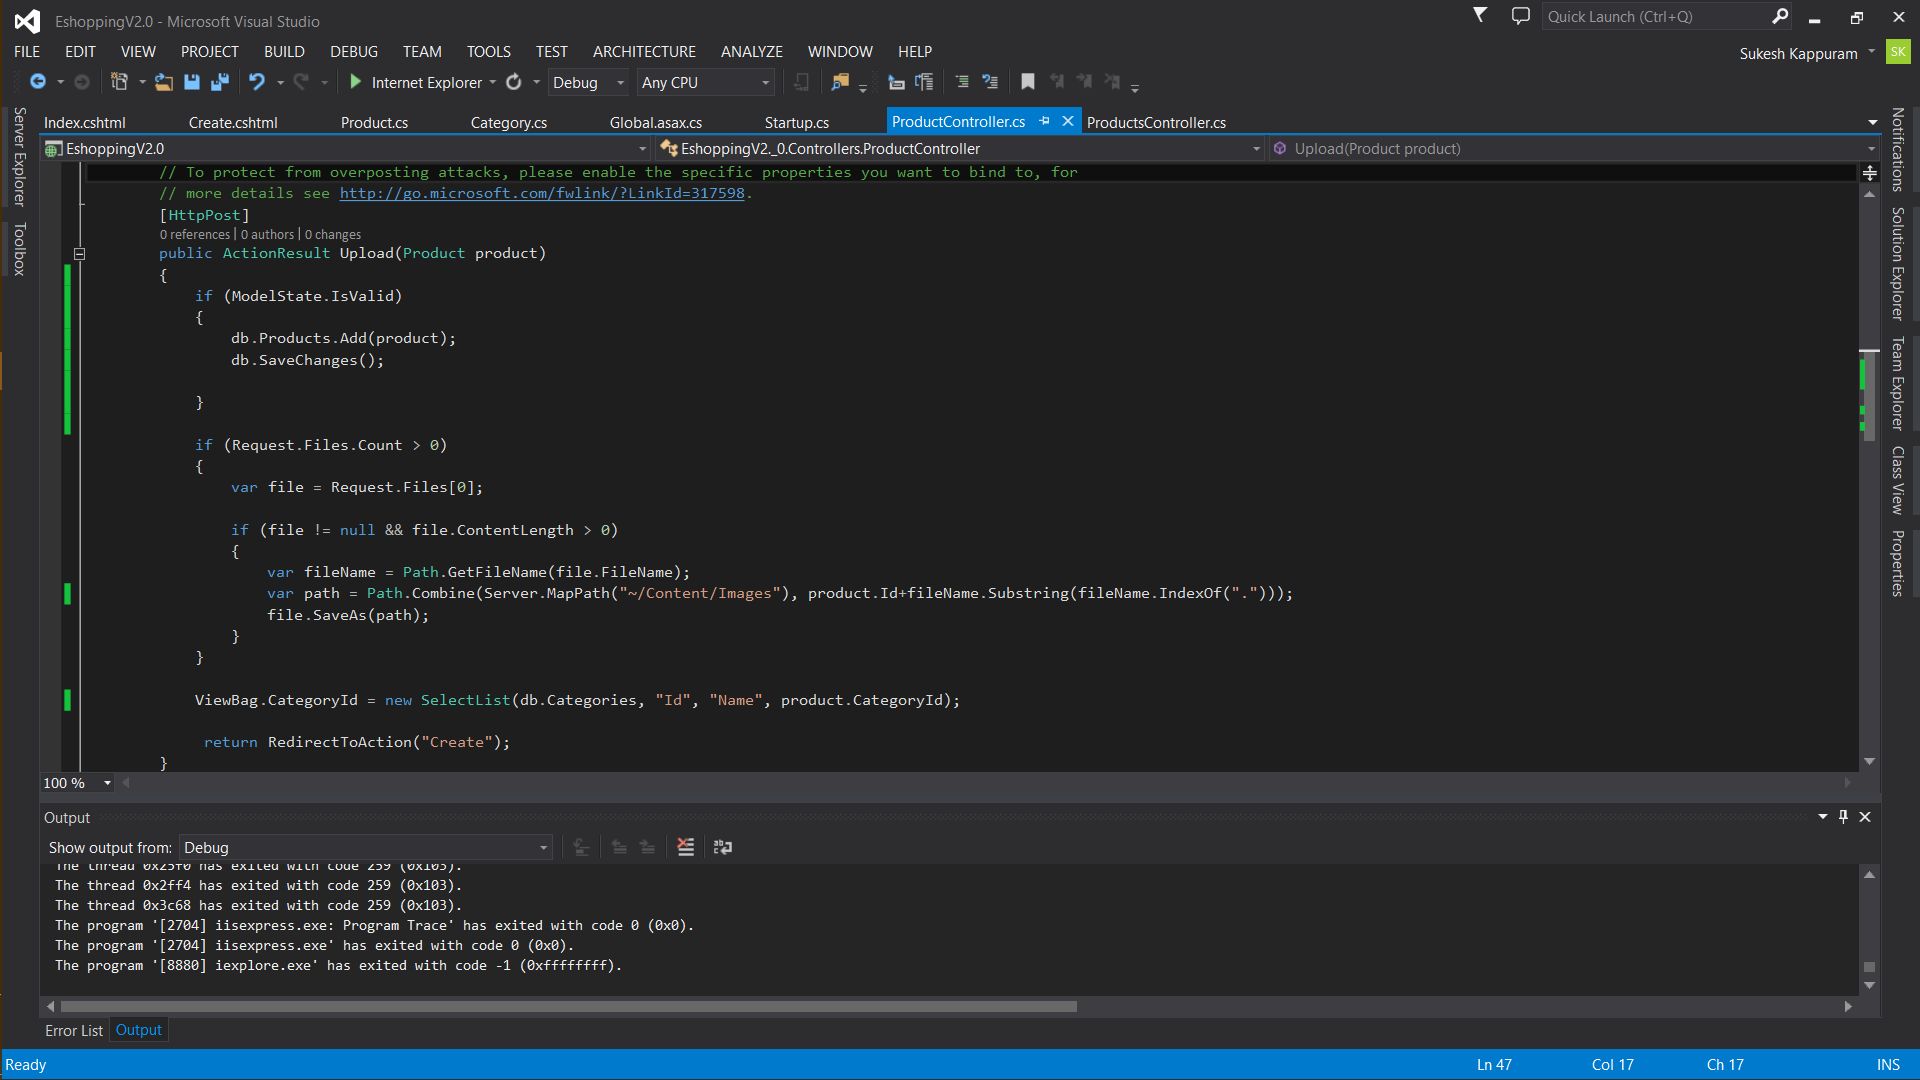 EshoppingV2.0 - Microsoft Visual Studio
Quick Launch (Ctrl+Q)
FILE EDIT VIEW PROJECT BUILD DEBUG TEAM TOOLS TEST ARCHITECTURE ANALYZE WINDOW HELP
Sukesh Kappuram SK
Internet Explorer Debug Any CPU
Server Explorer
Toolbox
Index.cshtml Create.cshtml Product.cs Category.cs Global.asax.cs Startup.cs ProductController.cs ProductsController.cs
EshoppingV2.0 EshoppingV2._0.Controllers.ProductController Upload(Product product)
// To protect from overposting attacks, please enable the specific properties you want to bind to, for
// more details see http://go.microsoft.com/fwlink/?LinkId=317598.
[HttpPost]
0 references | 0 authors | 0 changes
public ActionResult Upload(Product product)
{
if (ModelState.IsValid)
{
db.Products.Add(product);
db.SaveChanges();
}
if (Request.Files.Count > 0)
{
var file = Request.Files[0];
if (file != null && file.ContentLength > 0)
{
var fileName = Path.GetFileName(file.FileName);
var path = Path.Combine(Server.MapPath("~/Content/Images"), product.Id+fileName.Substring(fileName.IndexOf(".")));
file.SaveAs(path);
}
}
ViewBag.CategoryId = new SelectList(db.Categories, "Id", "Name", product.CategoryId);
return RedirectToAction("Create");
}
100 %
Notifications
Solution Explorer
Team Explorer
Class View
Properties
Output
Show output from: Debug
The thread 0x25f0 has exited with code 259 (0x103).
The thread 0x2ff4 has exited with code 259 (0x103).
The thread 0x3c68 has exited with code 259 (0x103).
The program '[2704] iisexpress.exe: Program Trace' has exited with code 0 (0x0).
The program '[2704] iisexpress.exe' has exited with code 0 (0x0).
The program '[8880] iexplore.exe' has exited with code -1 (0xffffffff).
Error List Output
Ready Ln 47 Col 17 Ch 17 INS